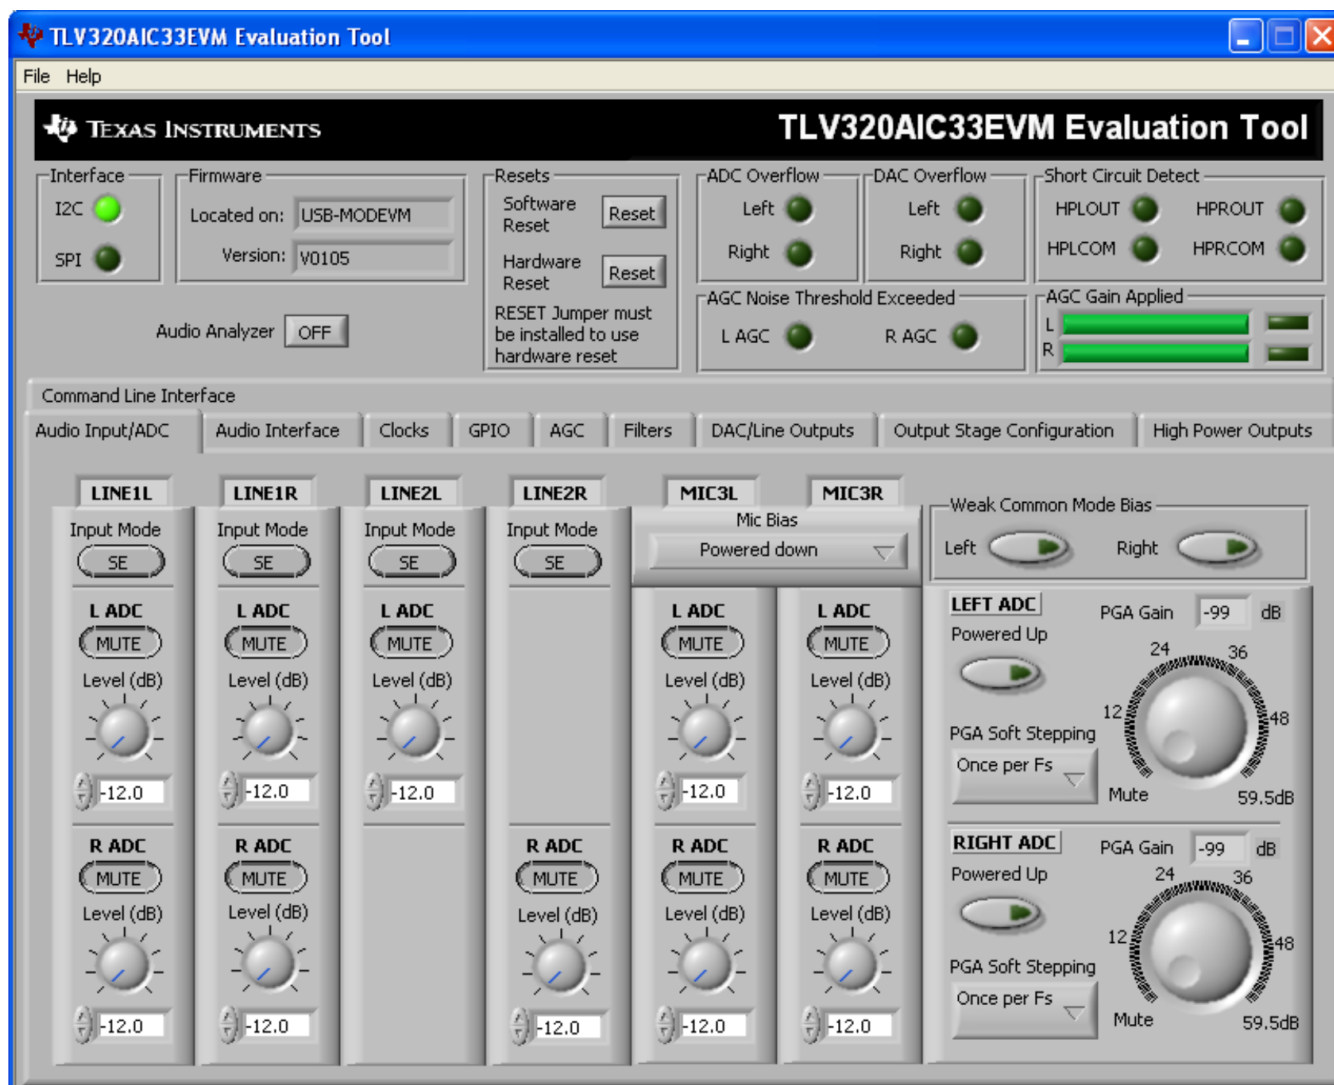 TLV320AIC33EVM Evaluation Tool
File Help
TEXAS INSTRUMENTS
TLV320AIC33EVM Evaluation Tool
Interface
I2C
SPI
Firmware
Located on: USB-MODEVM
Version: V0105
Audio Analyzer OFF
Resets
Software Reset Reset
Hardware Reset Reset
RESET Jumper must
be installed to use
hardware reset
ADC Overflow
Left
Right
DAC Overflow
Left
Right
Short Circuit Detect
HPLOUT HPROUT
HPLCOM HPRCOM
AGC Noise Threshold Exceeded
L AGC R AGC
AGC Gain Applied
L
R
Command Line Interface
Audio Input/ADC Audio Interface Clocks GPIO AGC Filters DAC/Line Outputs Output Stage Configuration High Power Outputs
LINE1L
Input Mode
SE
L ADC
MUTE
Level (dB)
-12.0
R ADC
MUTE
Level (dB)
-12.0
LINE1R
Input Mode
SE
L ADC
MUTE
Level (dB)
-12.0
R ADC
MUTE
Level (dB)
-12.0
LINE2L
Input Mode
SE
L ADC
MUTE
Level (dB)
-12.0
LINE2R
Input Mode
SE
R ADC
MUTE
Level (dB)
-12.0
MIC3L MIC3R
Mic Bias
Powered down
L ADC
MUTE
Level (dB)
-12.0
R ADC
MUTE
Level (dB)
-12.0
L ADC
MUTE
Level (dB)
-12.0
R ADC
MUTE
Level (dB)
-12.0
Weak Common Mode Bias
Left Right
LEFT ADC
Powered Up
PGA Soft Stepping
Once per Fs
PGA Gain -99 dB
24 36
12 48
Mute 59.5dB
RIGHT ADC
Powered Up
PGA Soft Stepping
Once per Fs
PGA Gain -99 dB
24 36
12 48
Mute 59.5dB